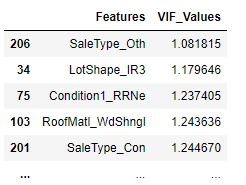 Features VIF_Values
206 SaleType_Oth 1.081815
34 LotShape_IR3 1.179646
75 Condition1_RRNe 1.237405
103 RoofMatl_WdShngl 1.243636
201 SaleType_Con 1.244670
... ... ...